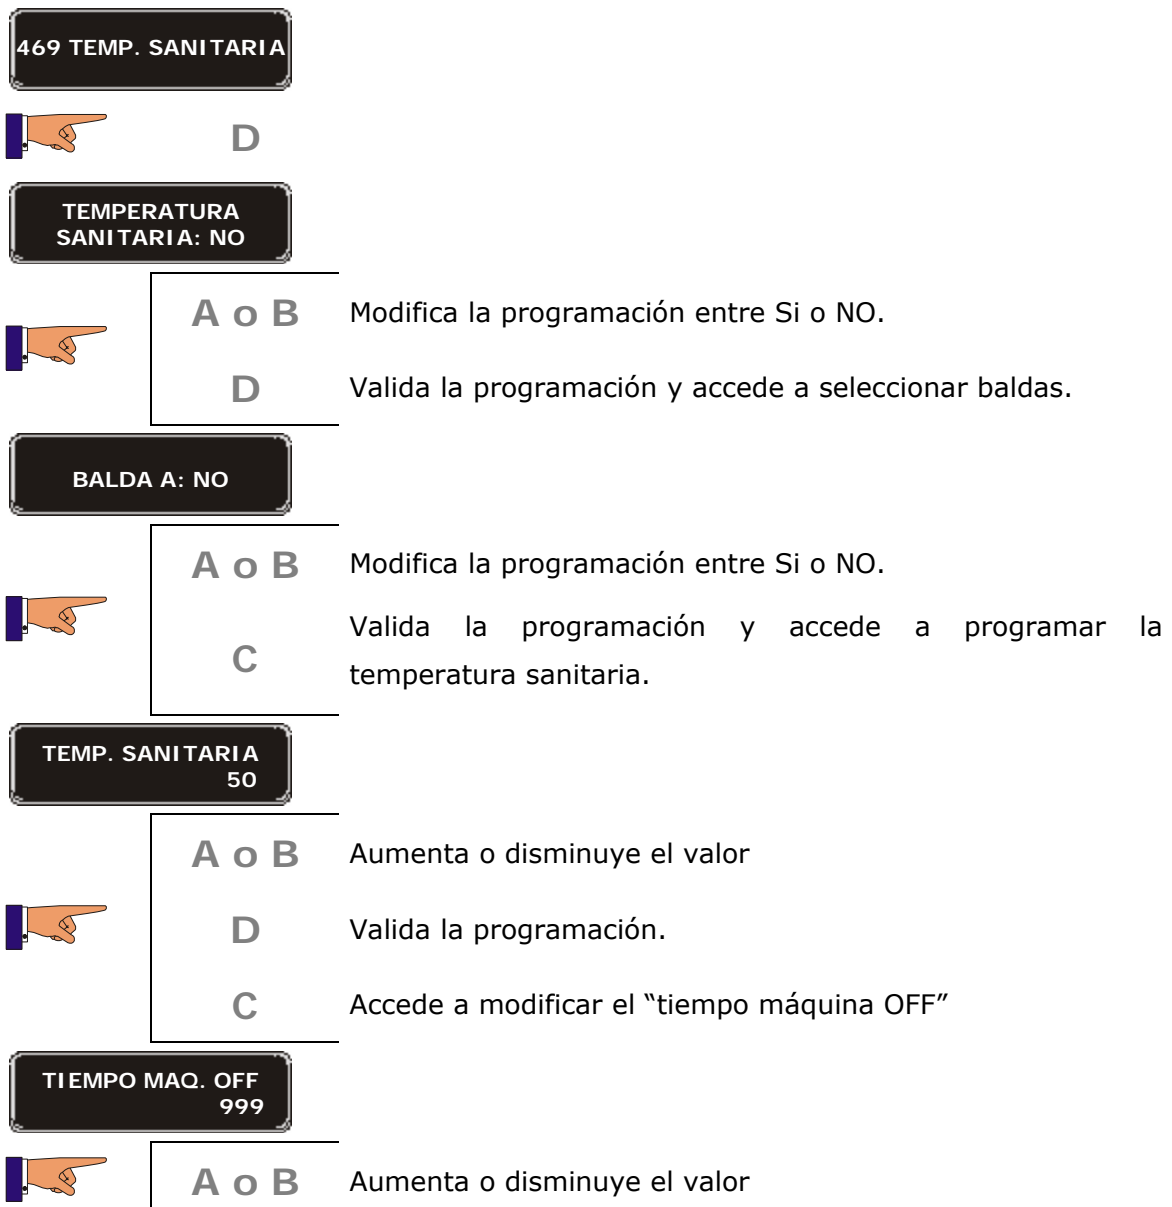 469 TEMP. SANITARIA
D
TEMPERATURA
SANITARIA: NO
A o B Modifica la programación entre Si o NO.
D Valida la programación y accede a seleccionar baldas.
BALDA A: NO
A o B Modifica la programación entre Si o NO.
C Valida la programación y accede a programar la
temperatura sanitaria.
TEMP. SANITARIA
50
A o B Aumenta o disminuye el valor
D Valida la programación.
C Accede a modificar el “tiempo máquina OFF”
TIEMPO MAQ. OFF
999
A o B Aumenta o disminuye el valor